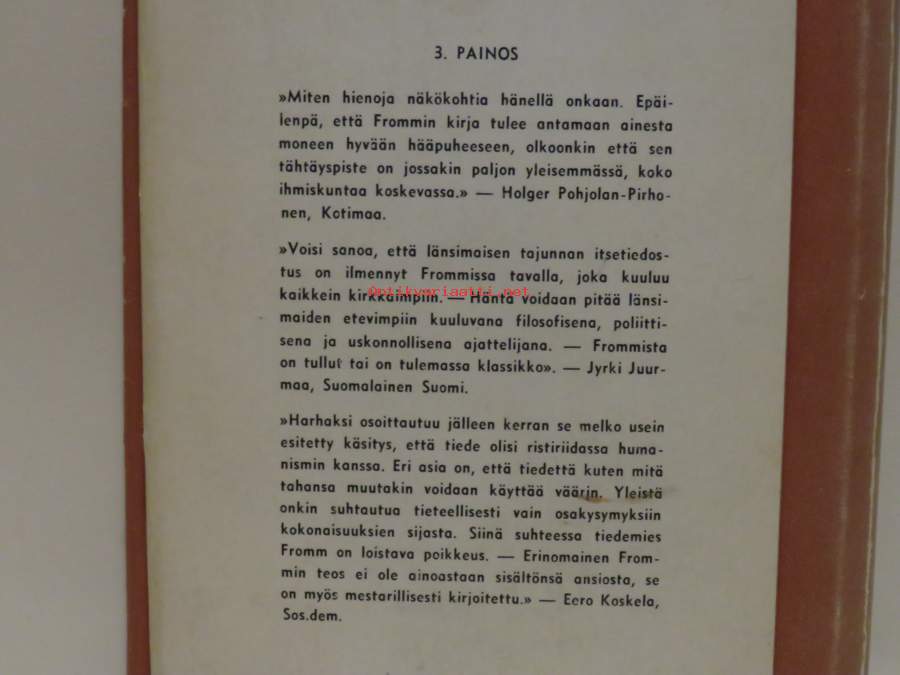 3. PAINOS
»Miten hienoja näkökohtia hänellä onkaan. Epäi-
lenpä, että Frommin kirja tulee antamaan ainesta
moneen hyvään hääpuheeseen, olkoonkin että sen
tähtäyspiste on jossakin paljon yleisemmässä, koko
ihmiskuntaa koskevassa.» — Holger Pohjolan-Pirho-
nen, Kotimaa.
»Voisi sanoa, että länsimaisen tajunnan itsetiedos-
tus on ilmennyt Frommissa tavalla, joka kuuluu
kaikkein kirkkaimpiin. — Häntä voidaan pitää länsi-
maiden etevimpiin kuuluvana filosofisena, poliitti-
sena ja uskonnollisena ajattelijana. — Frommista
on tullut tai on tulemassa klassikko». — Jyrki Juur-
maa, Suomalainen Suomi.
»Harhaksi osoittautuu jälleen kerran se melko usein
esitetty käsitys, että tiede olisi ristiriidassa huma-
nismin kanssa. Eri asia on, että tiedettä kuten mitä
tahansa muutakin voidaan käyttää väärin. Yleistä
onkin suhtautua tieteellisesti vain osakysymyksiin
kokonaisuuksien sijasta. Siinä suhteessa tiedemies
Fromm on loistava poikkeus. — Erinomainen From-
min teos ei ole ainoastaan sisältönsä ansiosta, se
on myös mestarillisesti kirjoitettu.» — Eero Koskela,
Sos.dem.
Antikvariaatti.net